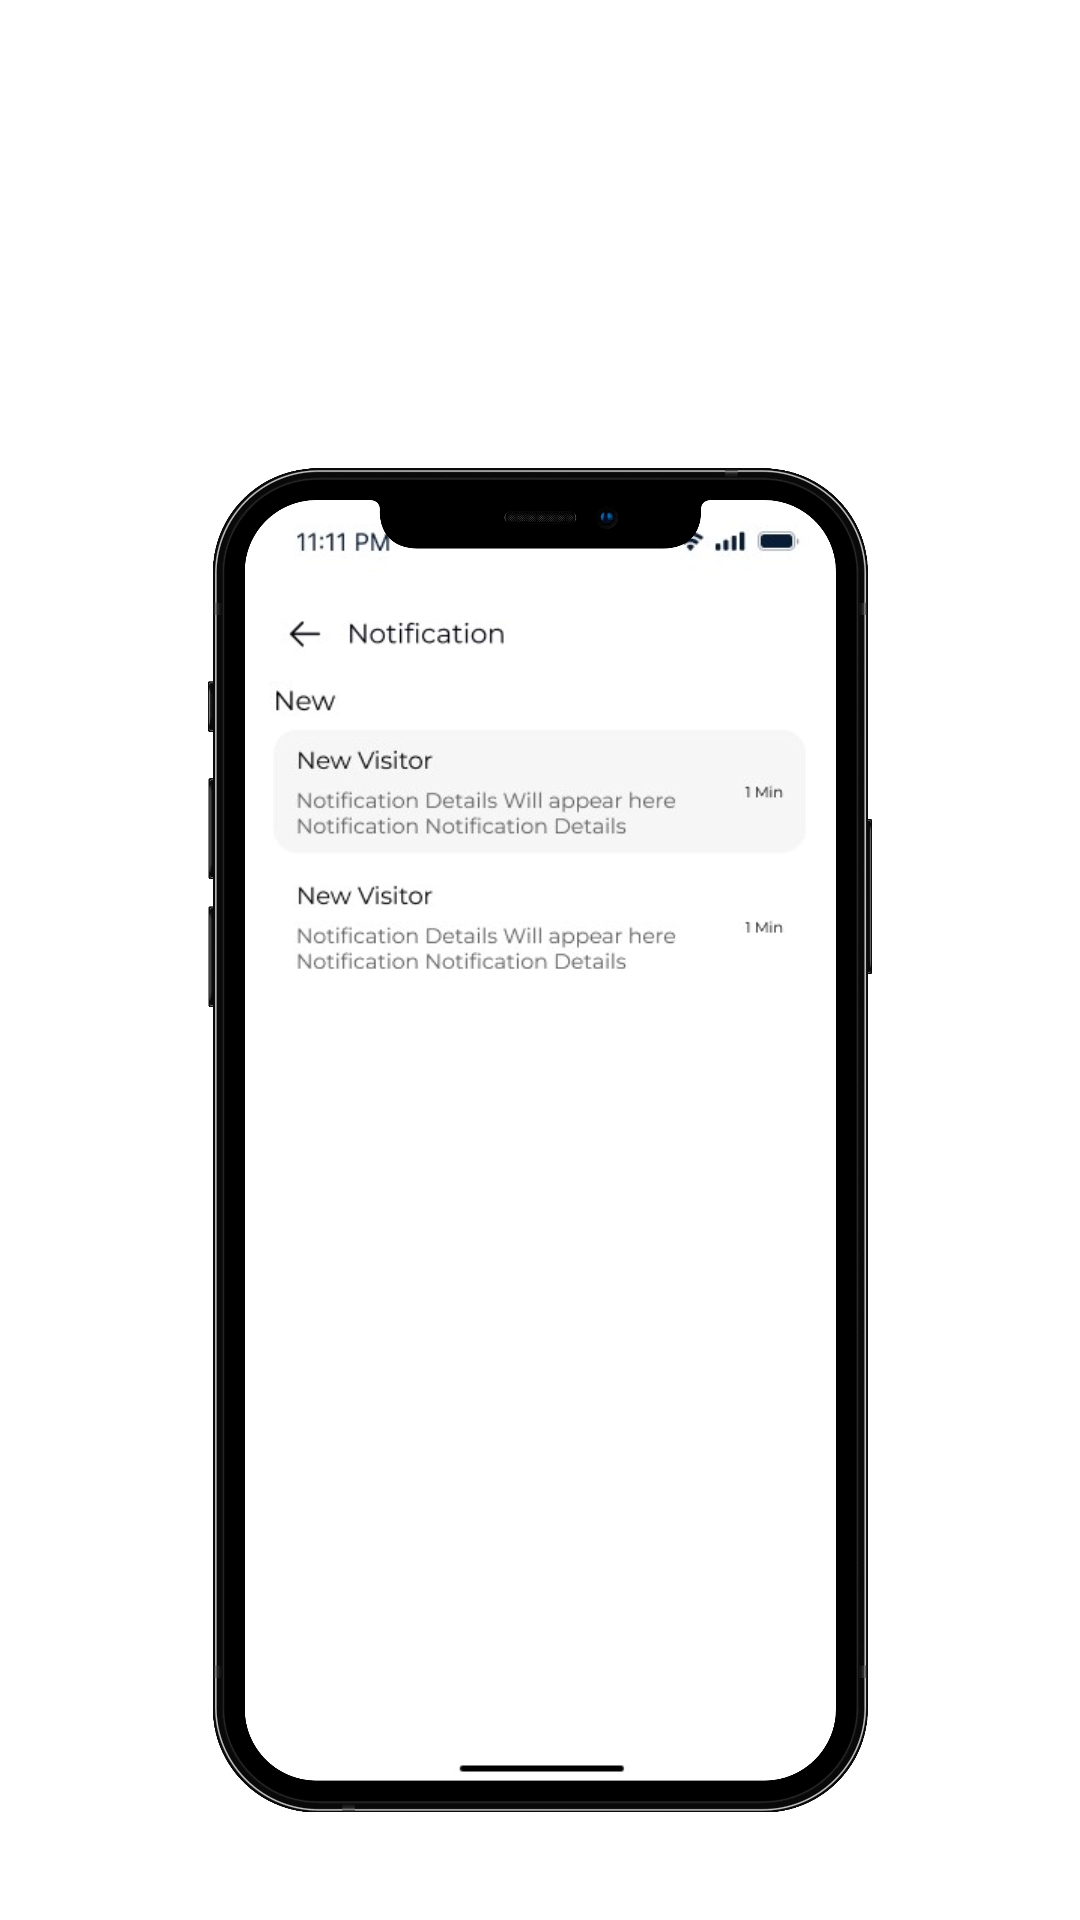 11:11 PM
Notification
New
New Visitor
Notification Details Will appear here
Notification Notification Details
1 Min
New Visitor
Notification Details Will appear here
Notification Notification Details
1 Min